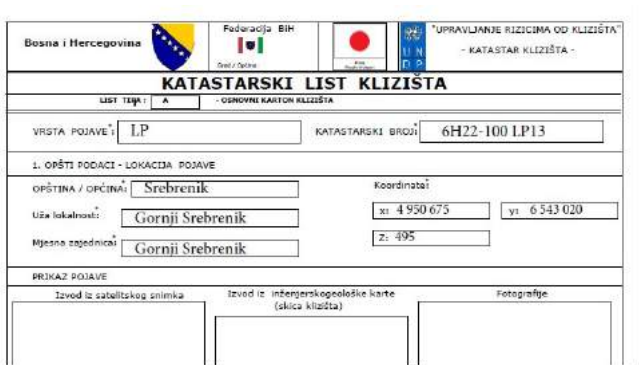 Bosna i Hercegovina
Federacija BiH
Grad / Općina
U N
D P
"UPRAVLJANJE RIZICIMA OD KLIZIŠTA"
- KATASTAR KLIZIŠTA -
KATASTARSKI LIST KLIZIŠTA
LIST TIPA: A - OSNOVNI KARTON KLIZIŠTA
VRSTA POJAVE*: LP KATASTARSKI BROJ: 6H22-100 LP13
1. OPŠTI PODACI - LOKACIJA POJAVE
OPŠTINA / OPĆINA: Srebrenik
Koordinate:
Uža lokalnost: Gornji Srebrenik
x: 4 950 675 y: 6 543 020
Mjesna zajednica: Gornji Srebrenik
Z: 495
PRIKAZ POJAVE
Izvod iz satelitskog snimka
Izvod iz inženjerskogeološke karte
(skica klizišta)
Fotografije